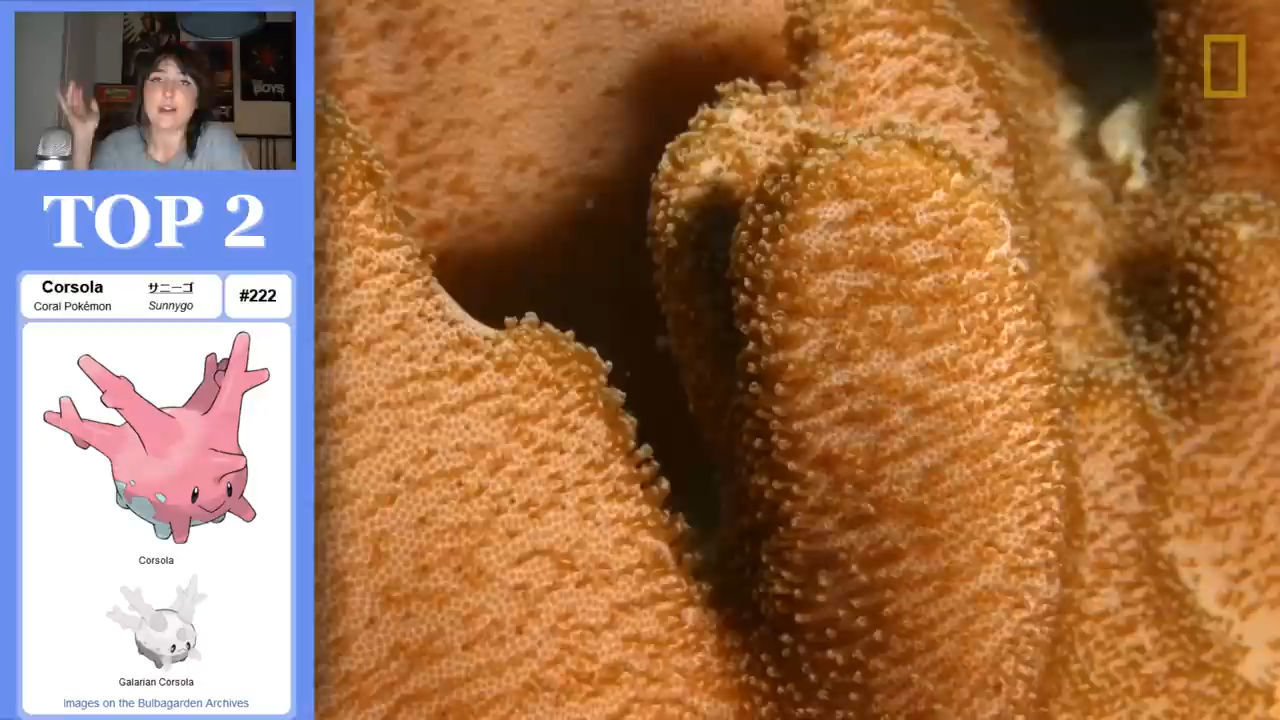 BOYS
TOP 2
Corsola
サニーゴ
#222
Coral Pokémon
Sunnygo
Corsola
Galarian Corsola
Images on the Bulbagarden Archives